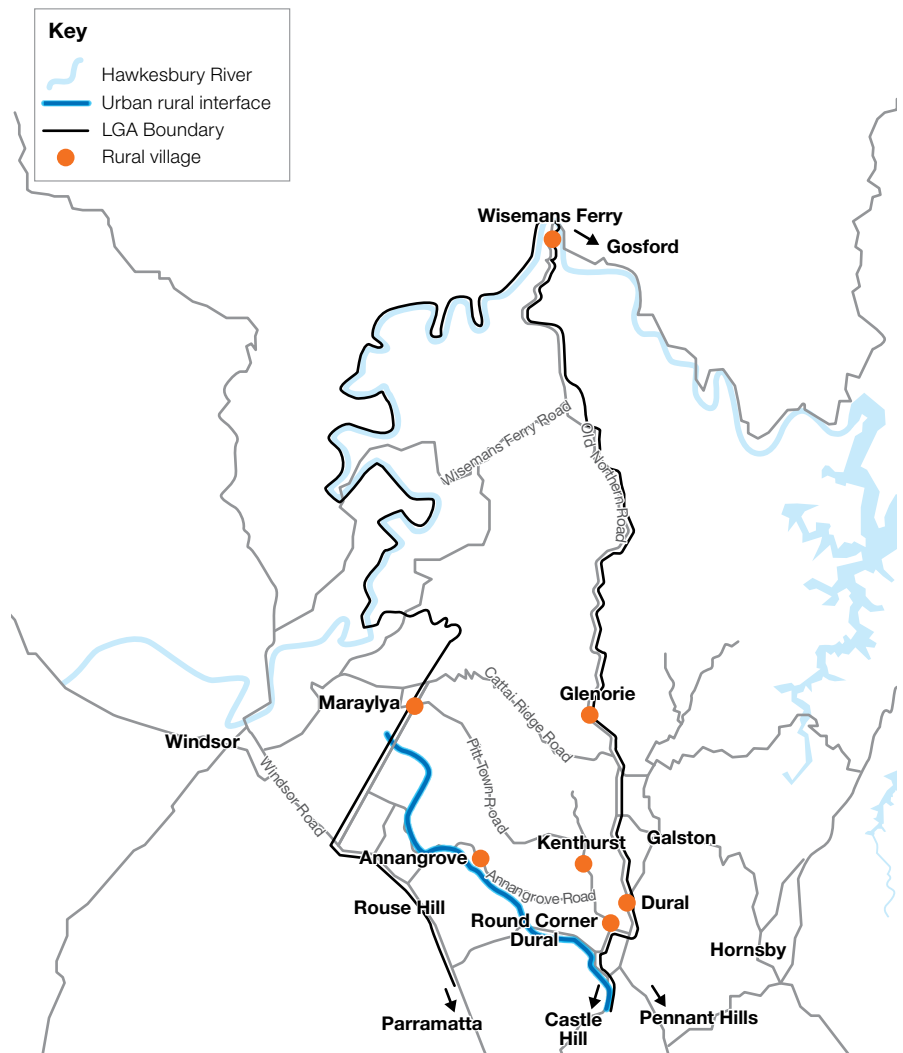 Key
Hawkesbury River
Urban rural interface
LGA Boundary
Rural village
Wisemans Ferry
Gosford
Wisemans Ferry Road
Old Northern Road
Cattai Ridge Road
Glenorie
Maraylya
Windsor
Windsor Road
Pitt Town Road
Kenthurst
Galston
Annangrove
Annangrove Road
Rouse Hill
Dural
Round Corner
Dural
Hornsby
Parramatta
Castle
Hill
Pennant Hills